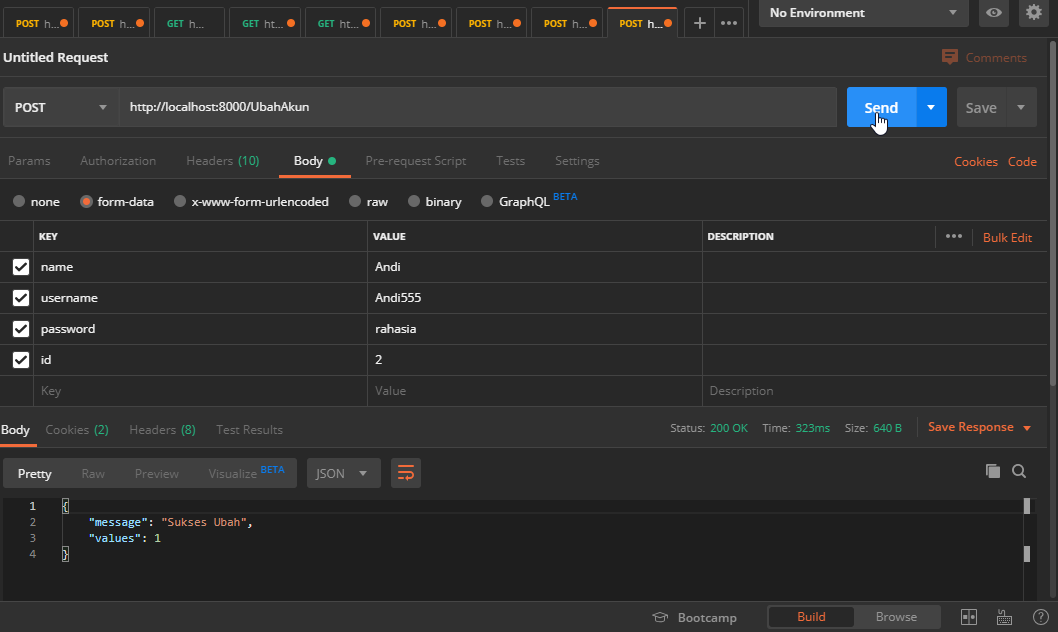 POST h... POST h... GET h... GET ht... GET ht... POST h... POST h... POST h... POST h... + ••• No Environment
Untitled Request Comments
POST http://localhost:8000/UbahAkun Send Save
Params Authorization Headers (10) Body Pre-request Script Tests Settings Cookies Code
none form-data x-www-form-urlencoded raw binary GraphQL BETA
KEY VALUE DESCRIPTION ••• Bulk Edit
name Andi
username Andi555
password rahasia
id 2
Key Value Description
Body Cookies (2) Headers (8) Test Results Status: 200 OK Time: 323ms Size: 640 B Save Response
Pretty Raw Preview Visualize BETA JSON
1 {
2 "message": "Sukses Ubah",
3 "values": 1
4 }
Bootcamp Build Browse ?